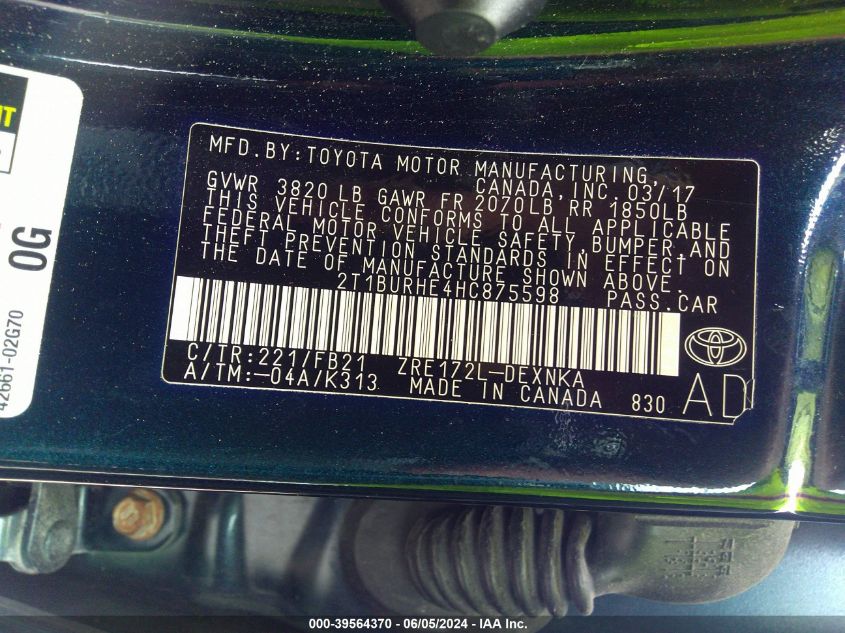 MFD.BY:TOYOTA MOTOR MANUFACTURING
CANADA, INC. 03/17
GVWR 3820 LB GAWR FR 2070LB RR 1850LB
THIS VEHICLE CONFORMS TO ALL APPLICABLE
FEDERAL MOTOR VEHICLE SAFETY, BUMPER, AND
THEFT PREVENTION STANDARDS IN EFFECT ON
THE DATE OF MANUFACTURE SHOWN ABOVE.
2T1BURHE4HC875598 PASS.CAR
C/TR:221/FB21 ZRE172L-DEXNKA
A/TM:-04A/K313 MADE IN CANADA 830
AD
0G
42661-02G70
000-39564370 - 06/05/2024 - IAA Inc.